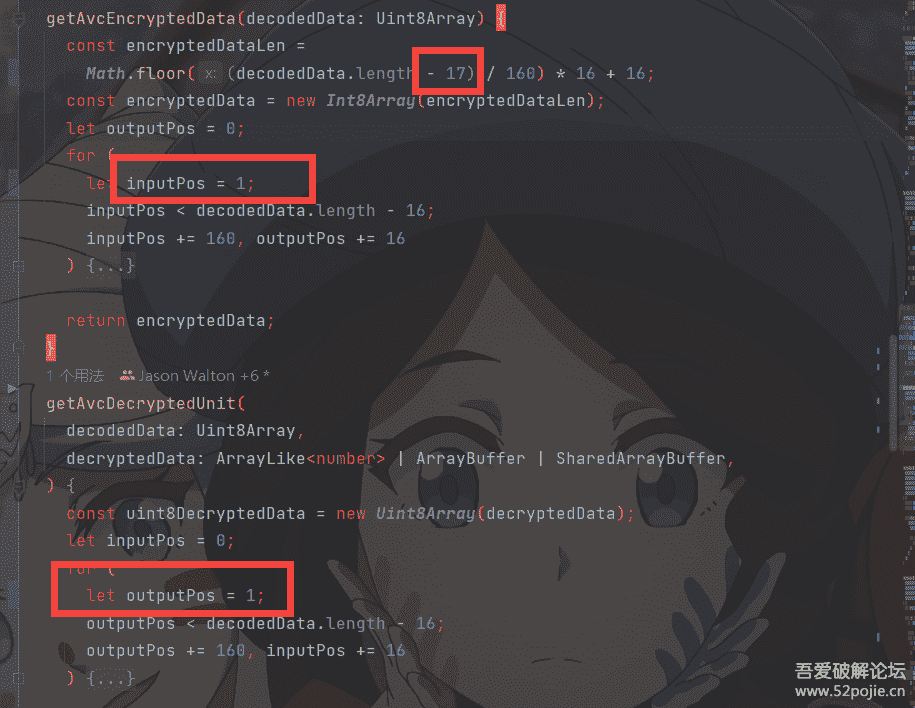 getAvcEncryptedData(decodedData: Uint8Array) {
const encryptedDataLen =
Math.floor( x: (decodedData.length - 17) / 160) * 16 + 16;
const encryptedData = new Int8Array(encryptedDataLen);
let outputPos = 0;
for (
let inputPos = 1;
inputPos < decodedData.length - 16;
inputPos += 160, outputPos += 16
) {...}
return encryptedData;
}
1 个用法 Jason Walton +6 *
getAvcDecryptedUnit(
decodedData: Uint8Array,
decryptedData: ArrayLike<number> | ArrayBuffer | SharedArrayBuffer,
) {
const uint8DecryptedData = new Uint8Array(decryptedData);
let inputPos = 0;
for (
let outputPos = 1;
outputPos < decodedData.length - 16;
outputPos += 160, inputPos += 16
) {...}
吾爱破解论坛
www.52pojie.cn